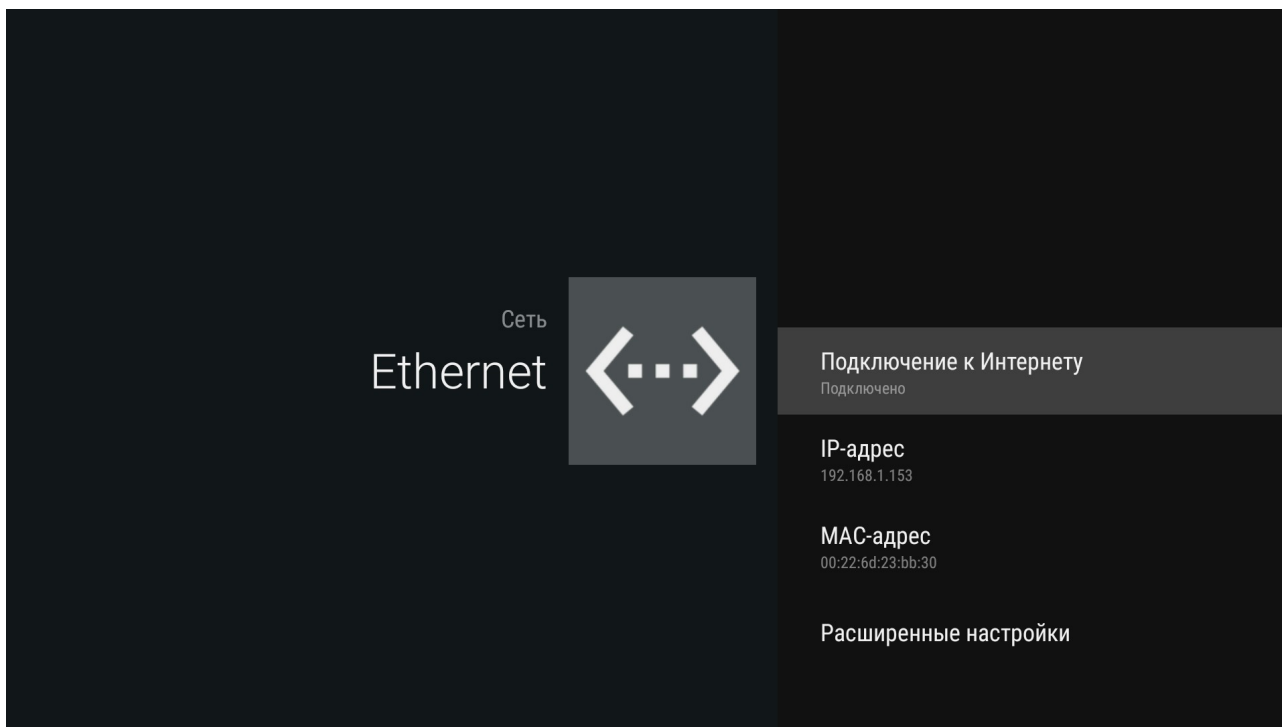 Сеть
Ethernet
Подключение к Интернету
Подключено
IP-адрес
192.168.1.153
MAC-адрес
00:22:6d:23:bb:30
Расширенные настройки